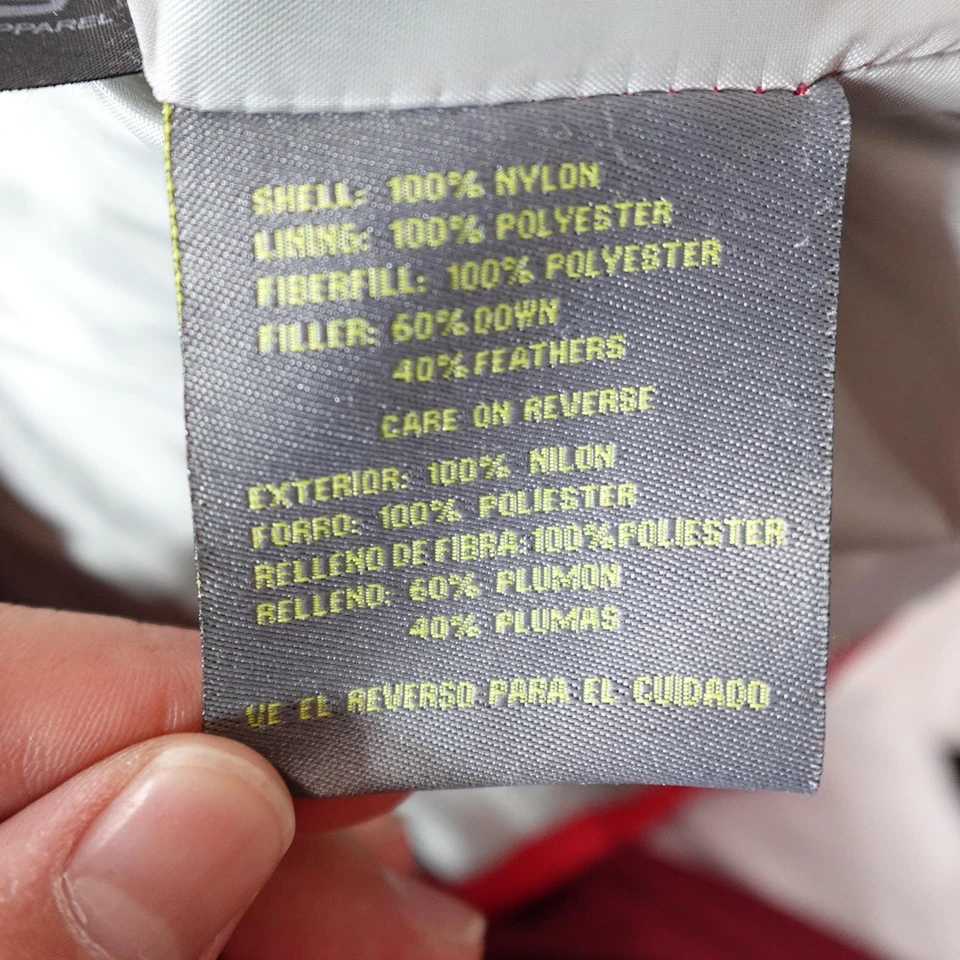 APPAREL
SHELL: 100% NYLON
LINING: 100% POLYESTER
FIBERFILL: 100% POLYESTER
FILLER: 60% DOWN
40% FEATHERS
CARE ON REVERSE
EXTERIOR: 100% NILON
FORRO: 100% POLIESTER
RELLENO DE FIBRA: 100% POLIESTER
RELLENO: 60% PLUMON
40% PLUMAS
VE EL REVERSO PARA EL CUIDADO